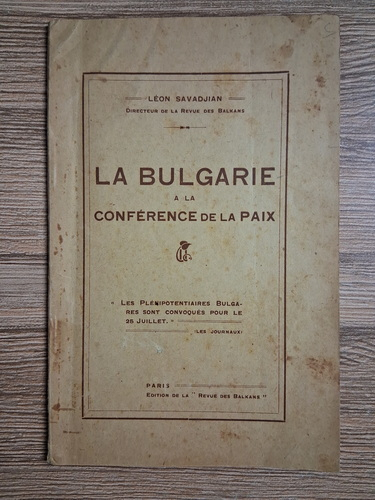 LÉON SAVADJIAN
DIRECTEUR DE LA REVUE DES BALKANS
LA BULGARIE
A LA
CONFÉRENCE DE LA PAIX
" LES PLÉNIPOTENTIAIRES BULGA-
RES SONT CONVOQUÉS POUR LE
25 JUILLET. "
(LES JOURNAUX)
PARIS
EDITION DE LA " REVUE DES BALKANS "